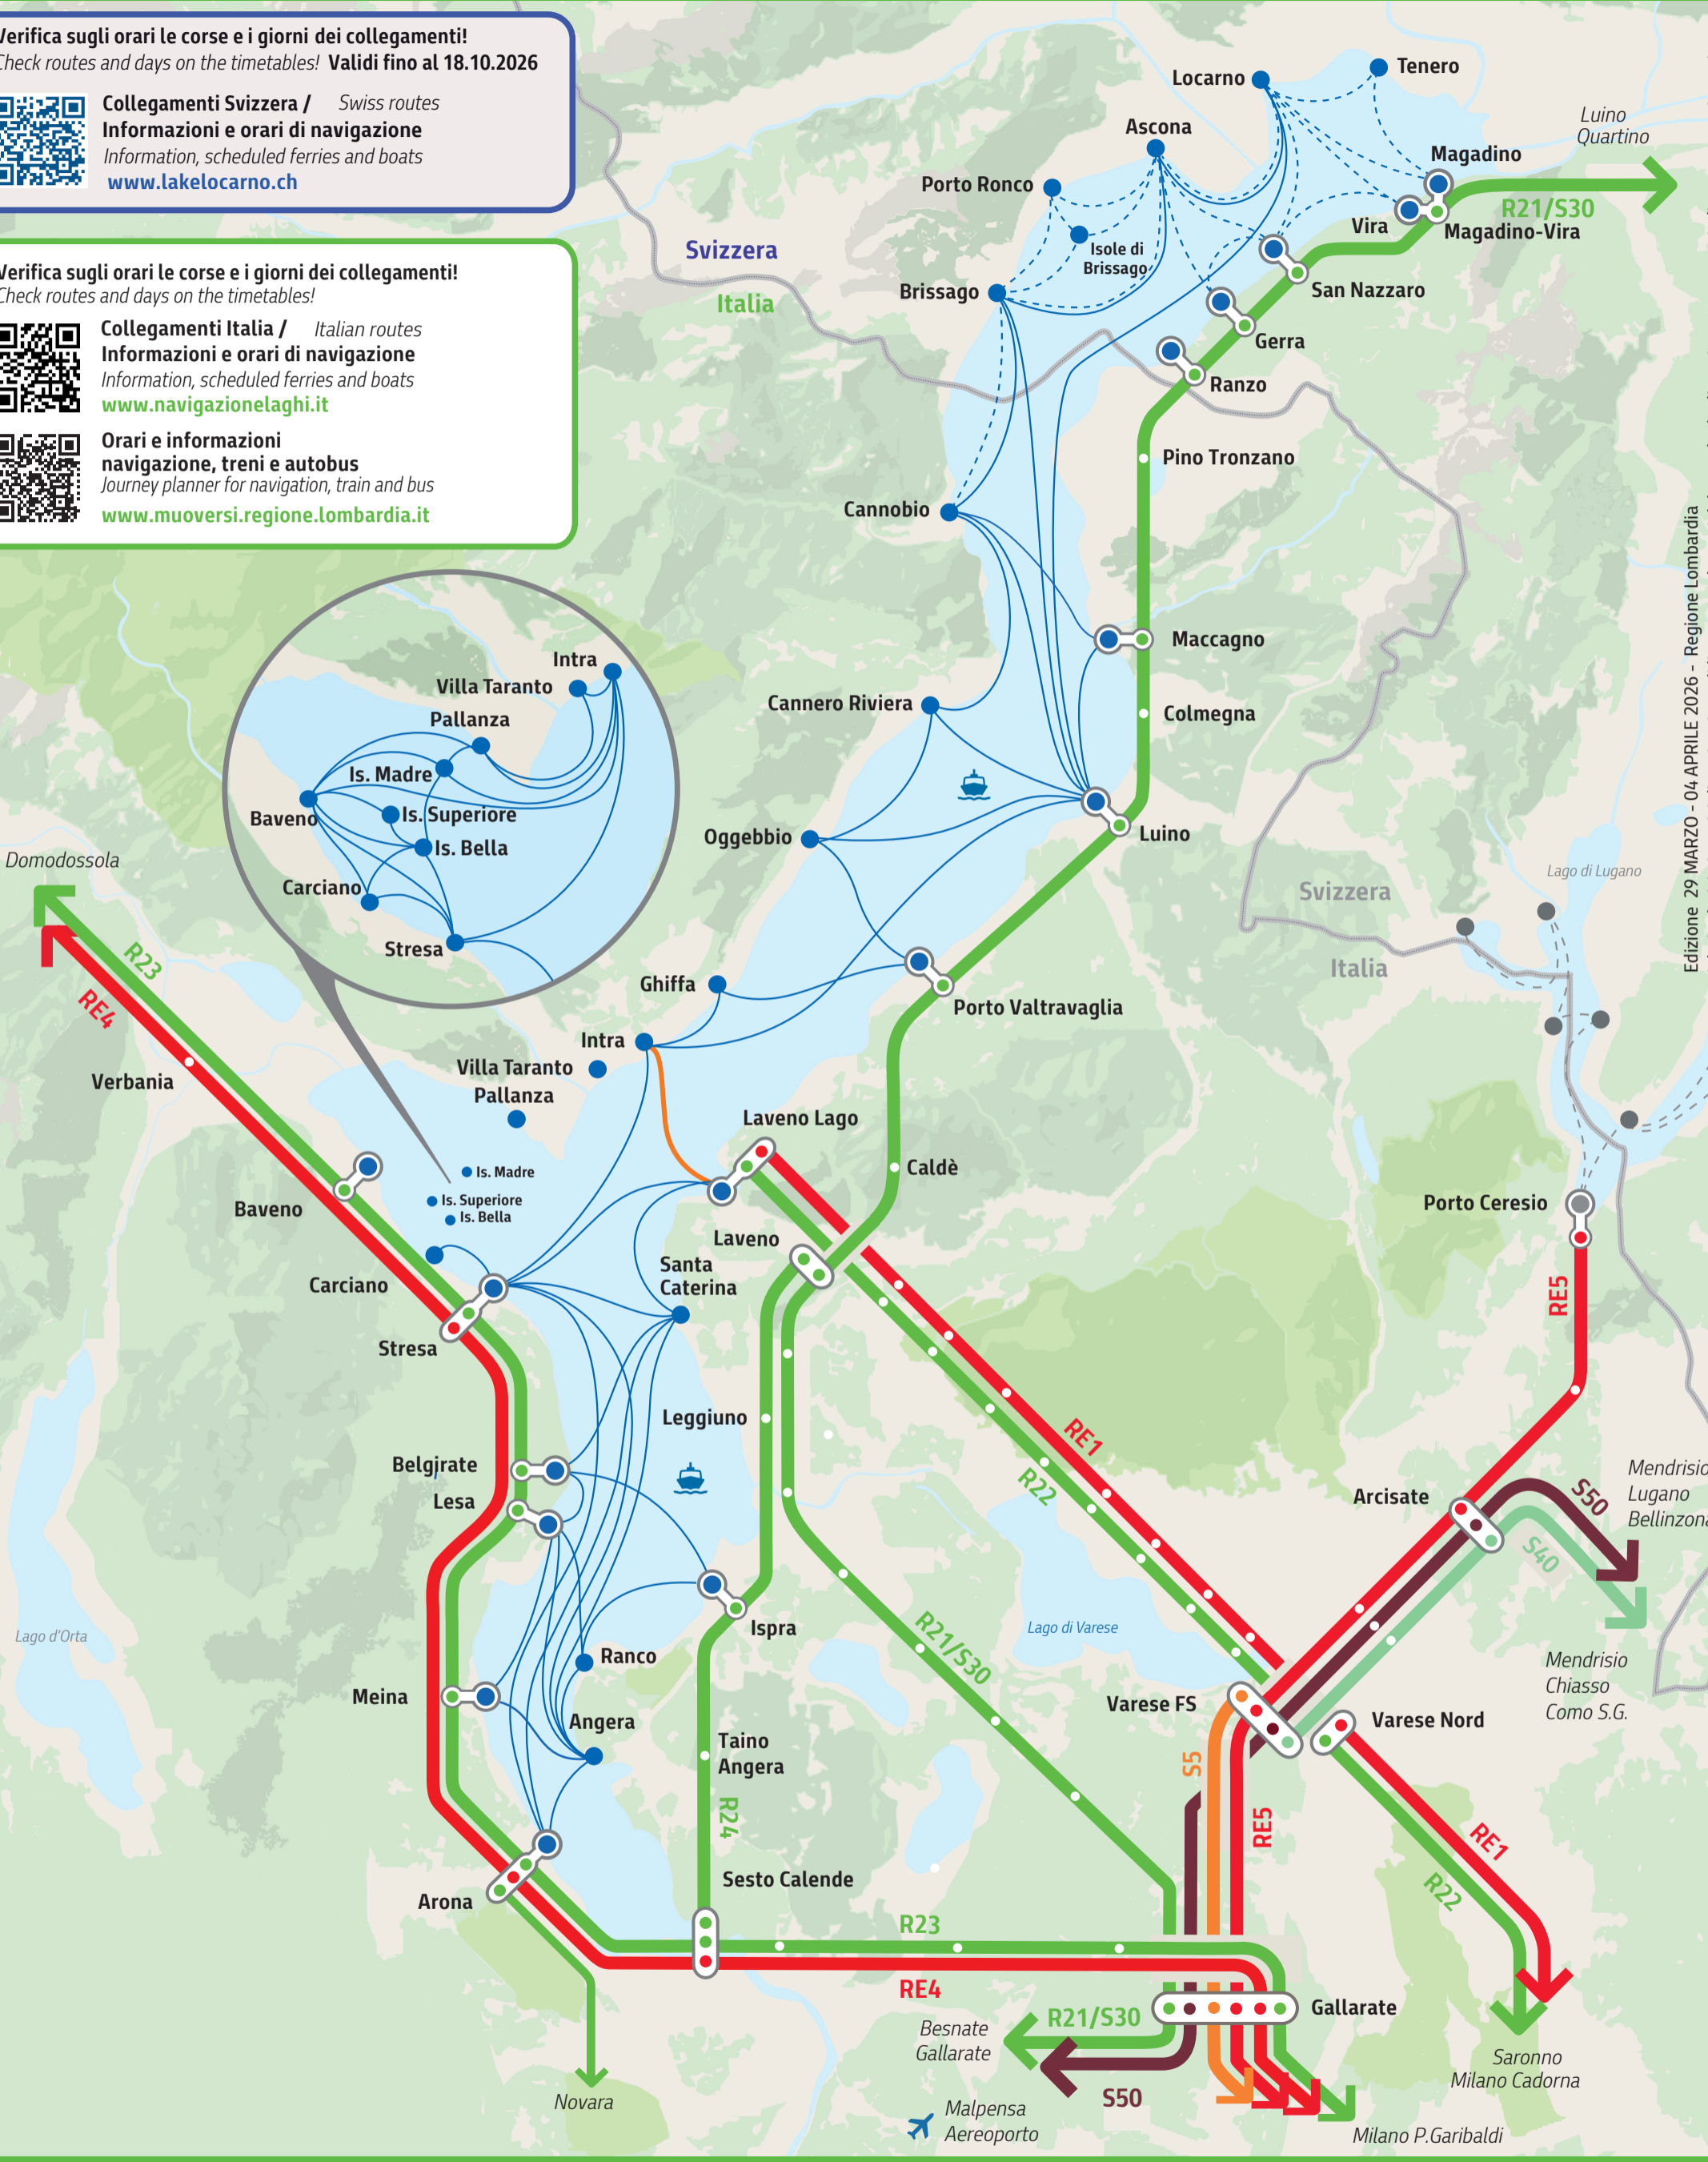 Verifica sugli orari le corse e i giorni dei collegamenti!
Check routes and days on the timetables! Validi fino al 18.10.2026
Collegamenti Svizzera / Swiss routes
Informazioni e orari di navigazione
Information, scheduled ferries and boats
www.lakelocarno.ch
Verifica sugli orari le corse e i giorni dei collegamenti!
Check routes and days on the timetables!
Collegamenti Italia / Italian routes
Informazioni e orari di navigazione
Information, scheduled ferries and boats
www.navigazionelaghi.it
Orari e informazioni
navigazione, treni e autobus
Journey planner for navigation, train and bus
www.muoversi.regione.lombardia.it
Locarno
Tenero
Ascona
Luino
Quartino
Magadino
Porto Ronco
R21/S30
Vira
Magadino-Vira
Svizzera
Isole di
Brissago
Italia
Brissago
San Nazzaro
Gerra
Ranzo
Pino Tronzano
Cannobio
Maccagno
Cannero Riviera
Colmegna
Oggebbio
Luino
Intra
Villa Taranto
Pallanza
Is. Madre
Baveno
Is. Superiore
Is. Bella
Carciano
Stresa
Domodossola
R23
RE4
Verbania
Svizzera
Italia
Lago di Lugano
Edizione 29 MARZO - 04 APRILE 2026 - Regione Lombardia
Ghiffa
Porto Valtravaglia
Intra
Villa Taranto
Pallanza
Laveno Lago
Caldè
Is. Madre
Is. Superiore
Is. Bella
Baveno
Porto Ceresio
Laveno
Santa
Caterina
Carciano
Stresa
RE5
Leggiuno
RE1
R22
Belgirate
Lesa
Arcisate
S50
S40
Mendrisio
Lugano
Bellinzona
Lago d'Orta
Ispra
R21/S30
Lago di Varese
Ranco
Mendrisio
Chiasso
Como S.G.
Meina
Varese FS
Varese Nord
Angera
Taino
Angera
S5
R24
RE5
RE1
R22
Sesto Calende
Arona
R23
RE4
Gallarate
R21/S30
Besnate
Gallarate
S50
Saronno
Milano Cadorna
Novara
Malpensa
Aereoporto
Milano P.Garibaldi